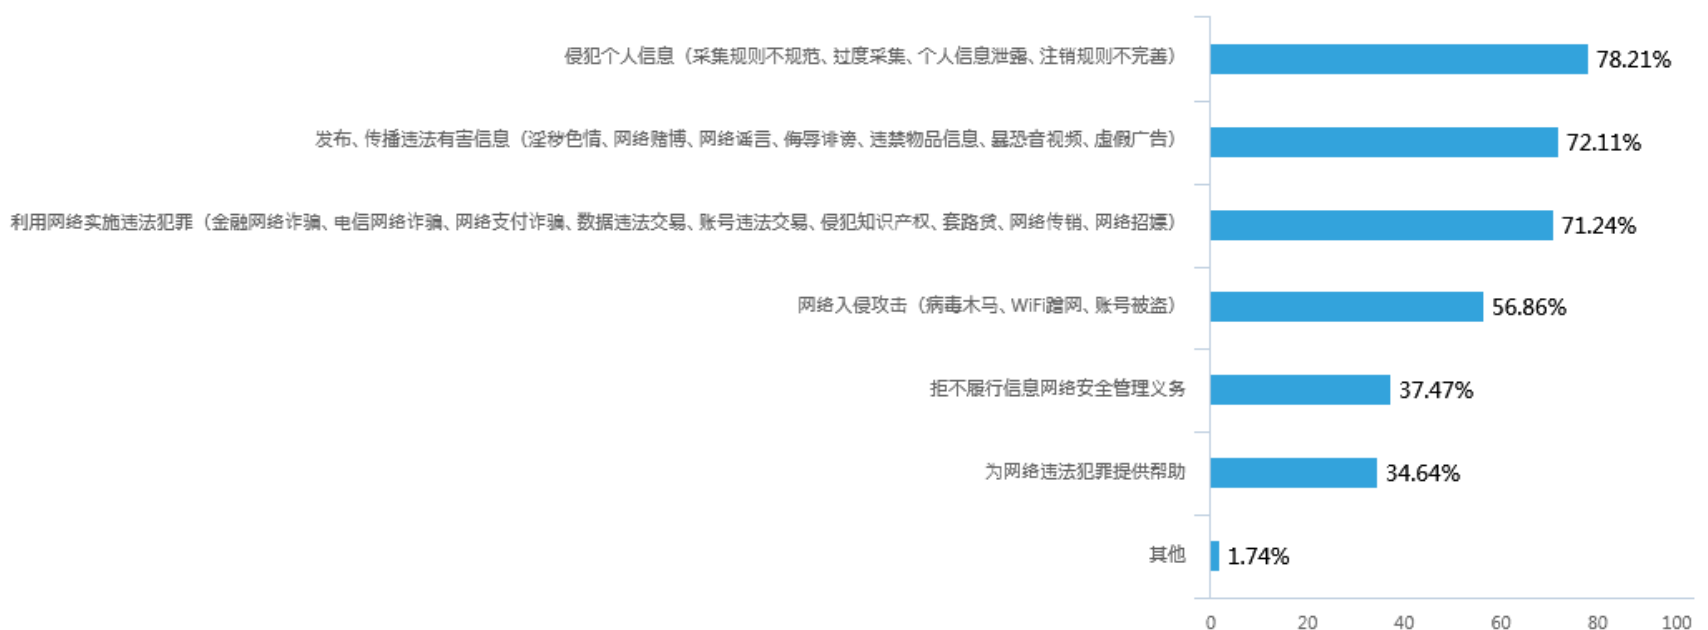 侵犯个人信息（采集规则不规范、过度采集、个人信息泄露、注销规则不完善） 78.21%
发布、传播违法有害信息（淫秽色情、网络赌博、网络谣言、侮辱诽谤、违禁物品信息、暴恐音视频、虚假广告） 72.11%
利用网络实施违法犯罪（金融网络诈骗、电信网络诈骗、网络支付诈骗、数据违法交易、账号违法交易、侵犯知识产权、套路贷、网络传销、网络招嫖） 71.24%
网络入侵攻击（病毒木马、WiFi蹭网、账号被盗） 56.86%
拒不履行信息网络安全管理义务 37.47%
为网络违法犯罪提供帮助 34.64%
其他 1.74%
0 20 40 60 80 100